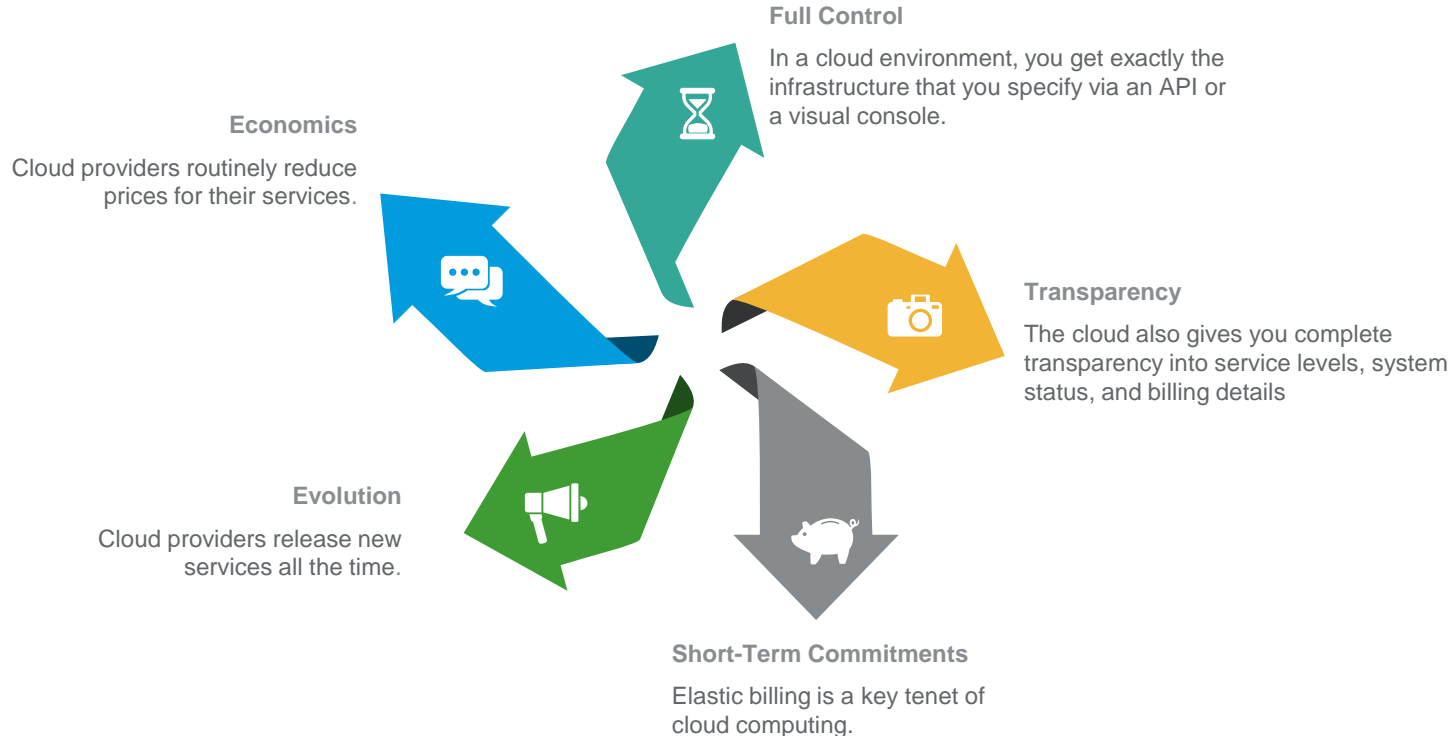 Full Control
In a cloud environment, you get exactly the
infrastructure that you specify via an API or
a visual console.
Economics
Cloud providers routinely reduce
prices for their services.
Transparency
The cloud also gives you complete
transparency into service levels, system
status, and billing details
Evolution
Cloud providers release new
services all the time.
Short-Term Commitments
Elastic billing is a key tenet of
cloud computing.